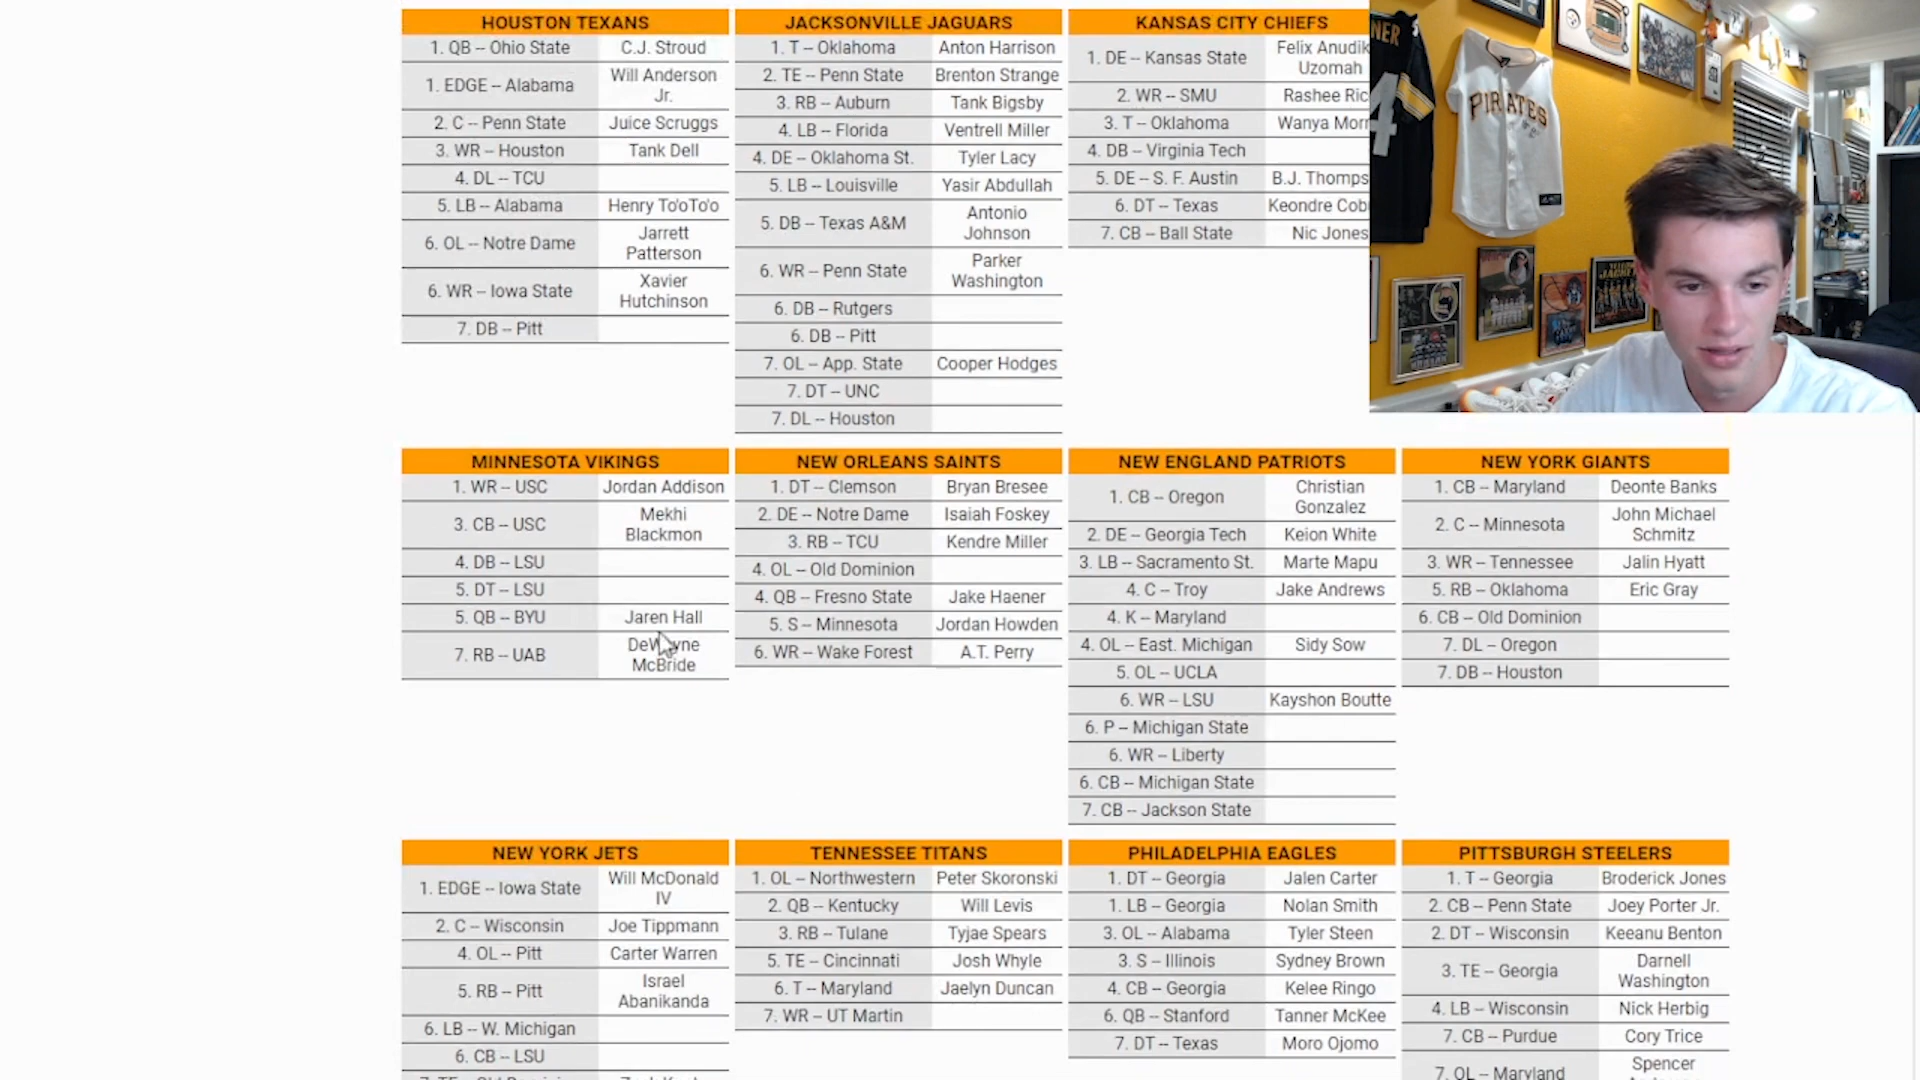 HOUSTON TEXANS
1. QB -- Ohio State C.J. Stroud
1. EDGE -- Alabama Will Anderson
Jr.
2. C -- Penn State Juice Scruggs
3. WR -- Houston Tank Dell
4. DL -- TCU
5. LB -- Alabama Henry To'oTo'o
6. OL -- Notre Dame Jarrett
Patterson
6. WR -- Iowa State Xavier
Hutchinson
7. DB -- Pitt
JACKSONVILLE JAGUARS
1. T -- Oklahoma Anton Harrison
2. TE -- Penn State Brenton Strange
3. RB -- Auburn Tank Bigsby
4. LB -- Florida Ventrell Miller
4. DE -- Oklahoma St. Tyler Lacy
5. LB -- Louisville Yasir Abdullah
5. DB -- Texas A&M Antonio
Johnson
6. WR -- Penn State Parker
Washington
6. DB -- Rutgers
6. DB -- Pitt
7. OL -- App. State Cooper Hodges
7. DT -- UNC
7. DL -- Houston
KANSAS CITY CHIEFS
1. DE -- Kansas State Felix Anudik
Uzomah
2. WR -- SMU Rashee Ric
3. T -- Oklahoma Wanya Morr
4. DB -- Virginia Tech
5. DE -- S. F. Austin B.J. Thomps
6. DT -- Texas Keondre Cob
7. CB -- Ball State Nic Jones
NER
4
PIRATES
MINNESOTA VIKINGS
1. WR -- USC Jordan Addison
3. CB -- USC Mekhi
Blackmon
4. DB -- LSU
5. DT -- LSU
5. QB -- BYU Jaren Hall
7. RB -- UAB
McBride
NEW ORLEANS SAINTS
1. DT -- Clemson Bryan Bresee
2. DE -- Notre Dame Isaiah Foskey
3. RB -- TCU Kendre Miller
4. OL -- Old Dominion
4. QB -- Fresno State Jake Haener
5. S -- Minnesota Jordan Howden
6. WR -- Wake Forest A.T. Perry
NEW ENGLAND PATRIOTS
1. CB -- Oregon Christian
Gonzalez
2. DE -- Georgia Tech Keion White
3. LB -- Sacramento St. Marte Mapu
4. C -- Troy Jake Andrews
4. K -- Maryland
4. OL -- East. Michigan Sidy Sow
5. OL -- UCLA
6. WR -- LSU Kayshon Boutte
6. P -- Michigan State
6. WR -- Liberty
6. CB -- Michigan State
7. CB -- Jackson State
NEW YORK GIANTS
1. CB -- Maryland Deonte Banks
2. C -- Minnesota John Michael
Schmitz
3. WR -- Tennessee Jalin Hyatt
5. RB -- Oklahoma Eric Gray
6. CB -- Old Dominion
7. DL -- Oregon
7. DB -- Houston
NEW YORK JETS
1. EDGE -- Iowa State Will McDonald
IV
2. C -- Wisconsin Joe Tippmann
4. OL -- Pitt Carter Warren
5. RB -- Pitt Israel
Abanikanda
6. LB -- W. Michigan
6. CB -- LSU
TENNESSEE TITANS
1. OL -- Northwestern Peter Skoronski
2. QB -- Kentucky Will Levis
3. RB -- Tulane Tyjae Spears
5. TE -- Cincinnati Josh Whyle
6. T -- Maryland Jaelyn Duncan
7. WR -- UT Martin
PHILADELPHIA EAGLES
1. DT -- Georgia Jalen Carter
1. LB -- Georgia Nolan Smith
3. OL -- Alabama Tyler Steen
3. S -- Illinois Sydney Brown
4. CB -- Georgia Kelee Ringo
6. QB -- Stanford Tanner McKee
7. DT -- Texas Moro Ojomo
PITTSBURGH STEELERS
1. T -- Georgia Broderick Jones
2. CB -- Penn State Joey Porter Jr.
2. DT -- Wisconsin Keeanu Benton
3. TE -- Georgia Darnell
Washington
4. LB -- Wisconsin Nick Herbig
7. CB -- Purdue Cory Trice
7. OL -- Maryland Spencer